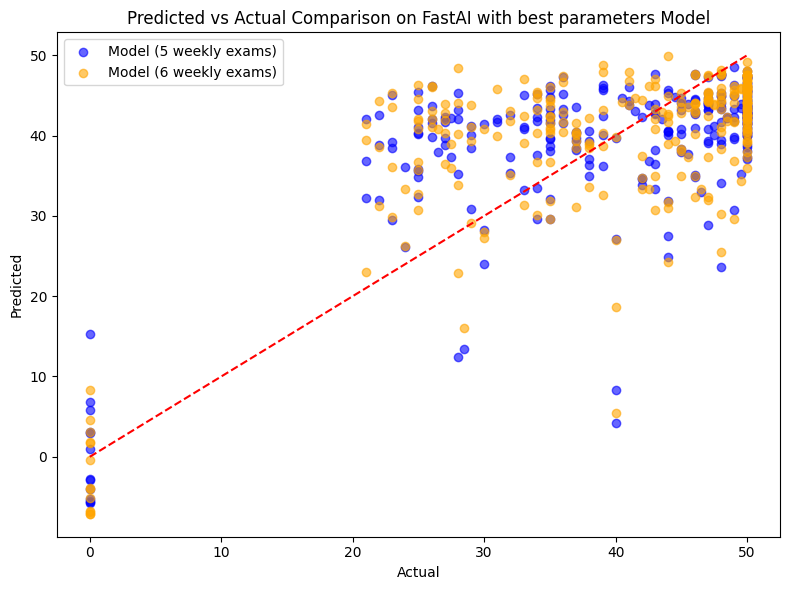 Predicted vs Actual Comparison on FastAI with best parameters Model
Model (5 weekly exams)
Model (6 weekly exams)
50
40
30
20
10
0
Predicted
0
10
20
30
40
50
Actual